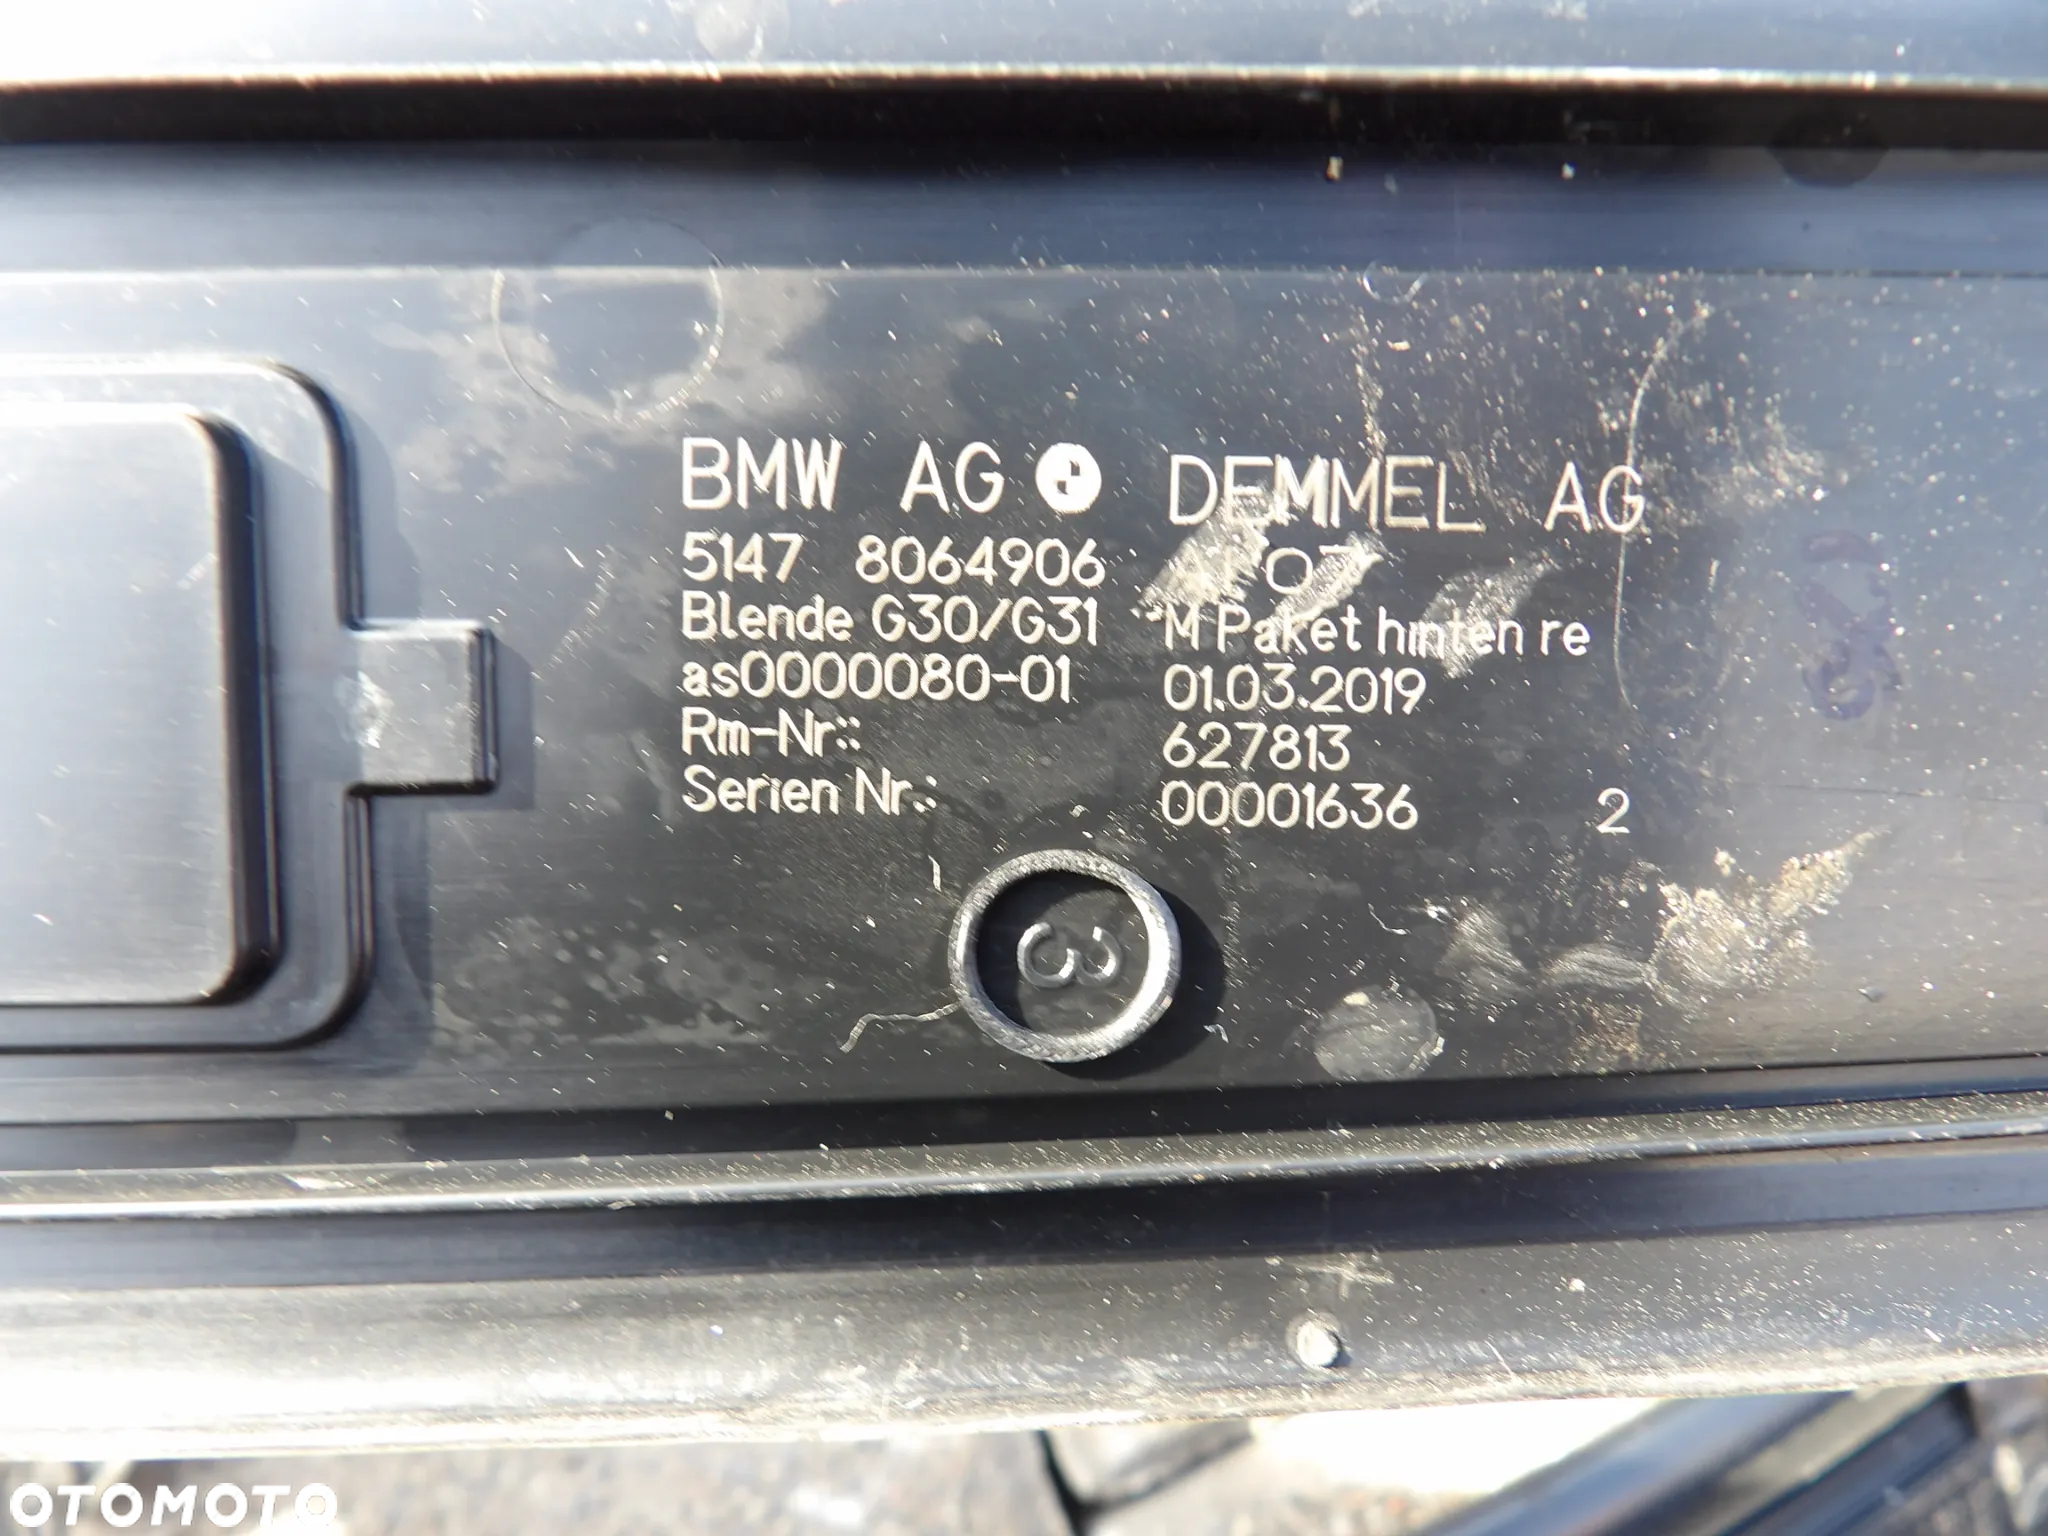 BMW AG DEMMEL AG
5147 8064906 07
Blende G30/G31 M Paket hinten re
as0000080-01 01.03.2019
Rm-Nr:: 627813
Serien Nr.: 00001636 2
3
OTOMOTO